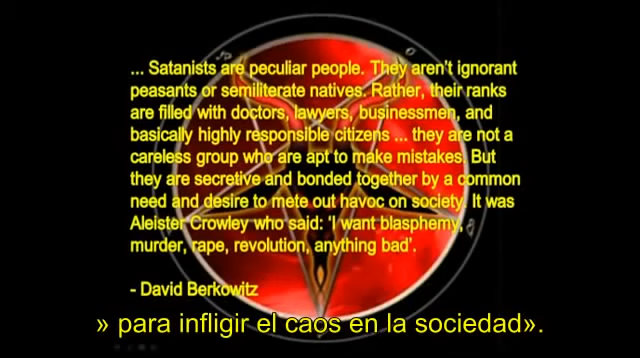 ... Satanists are peculiar people. They aren't ignorant
peasants or semiliterate natives. Rather, their ranks
are filled with doctors, lawyers, businessmen, and
basically highly responsible citizens ... they are not a
careless group who are apt to make mistakes. But
they are secretive and bonded together by a common
need and desire to mete out havoc on society. It was
Aleister Crowley who said: 'I want blasphemy,
murder, rape, revolution, anything bad'.
- David Berkowitz
» para infligir el caos en la sociedad».